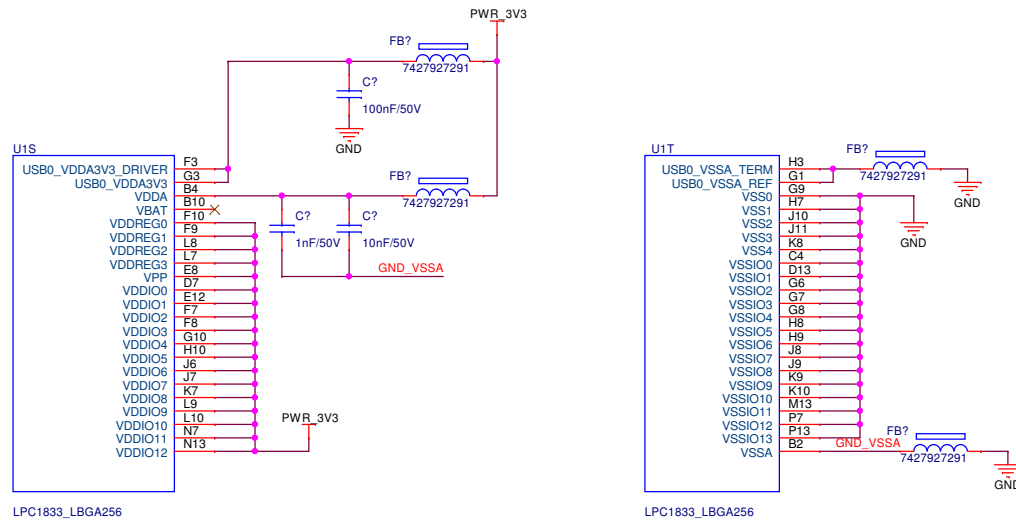 PWR_3V3
FB?
7427927291
C?
100nF/50V
GND
U1S
USB0_VDDA3V3_DRIVER F3
USB0_VDDA3V3 G3
VDDA B4
VBAT B10
VDDREG0 F10
VDDREG1 F9
VDDREG2 L8
VDDREG3 L7
VPP E8
VDDIO0 D7
VDDIO1 E12
VDDIO2 F7
VDDIO3 F8
VDDIO4 G10
VDDIO5 H10
VDDIO6 J6
VDDIO7 J7
VDDIO8 K7
VDDIO9 L9
VDDIO10 L10
VDDIO11 N7
VDDIO12 N13
FB?
7427927291
C?
1nF/50V
C?
10nF/50V
GND_VSSA
PWR_3V3
LPC1833_LBGA256
U1T
USB0_VSSA_TERM H3
USB0_VSSA_REF G1
VSS0 G9
VSS1 H7
VSS2 J10
VSS3 J11
VSS4 K8
VSSIO0 C4
VSSIO1 D13
VSSIO2 G6
VSSIO3 G7
VSSIO4 G8
VSSIO5 H8
VSSIO6 H9
VSSIO7 J8
VSSIO8 J9
VSSIO9 K9
VSSIO10 K10
VSSIO11 M13
VSSIO12 P7
VSSIO13 P13
VSSA B2
FB?
7427927291
GND
GND
GND_VSSA
FB?
7427927291
GND
LPC1833_LBGA256